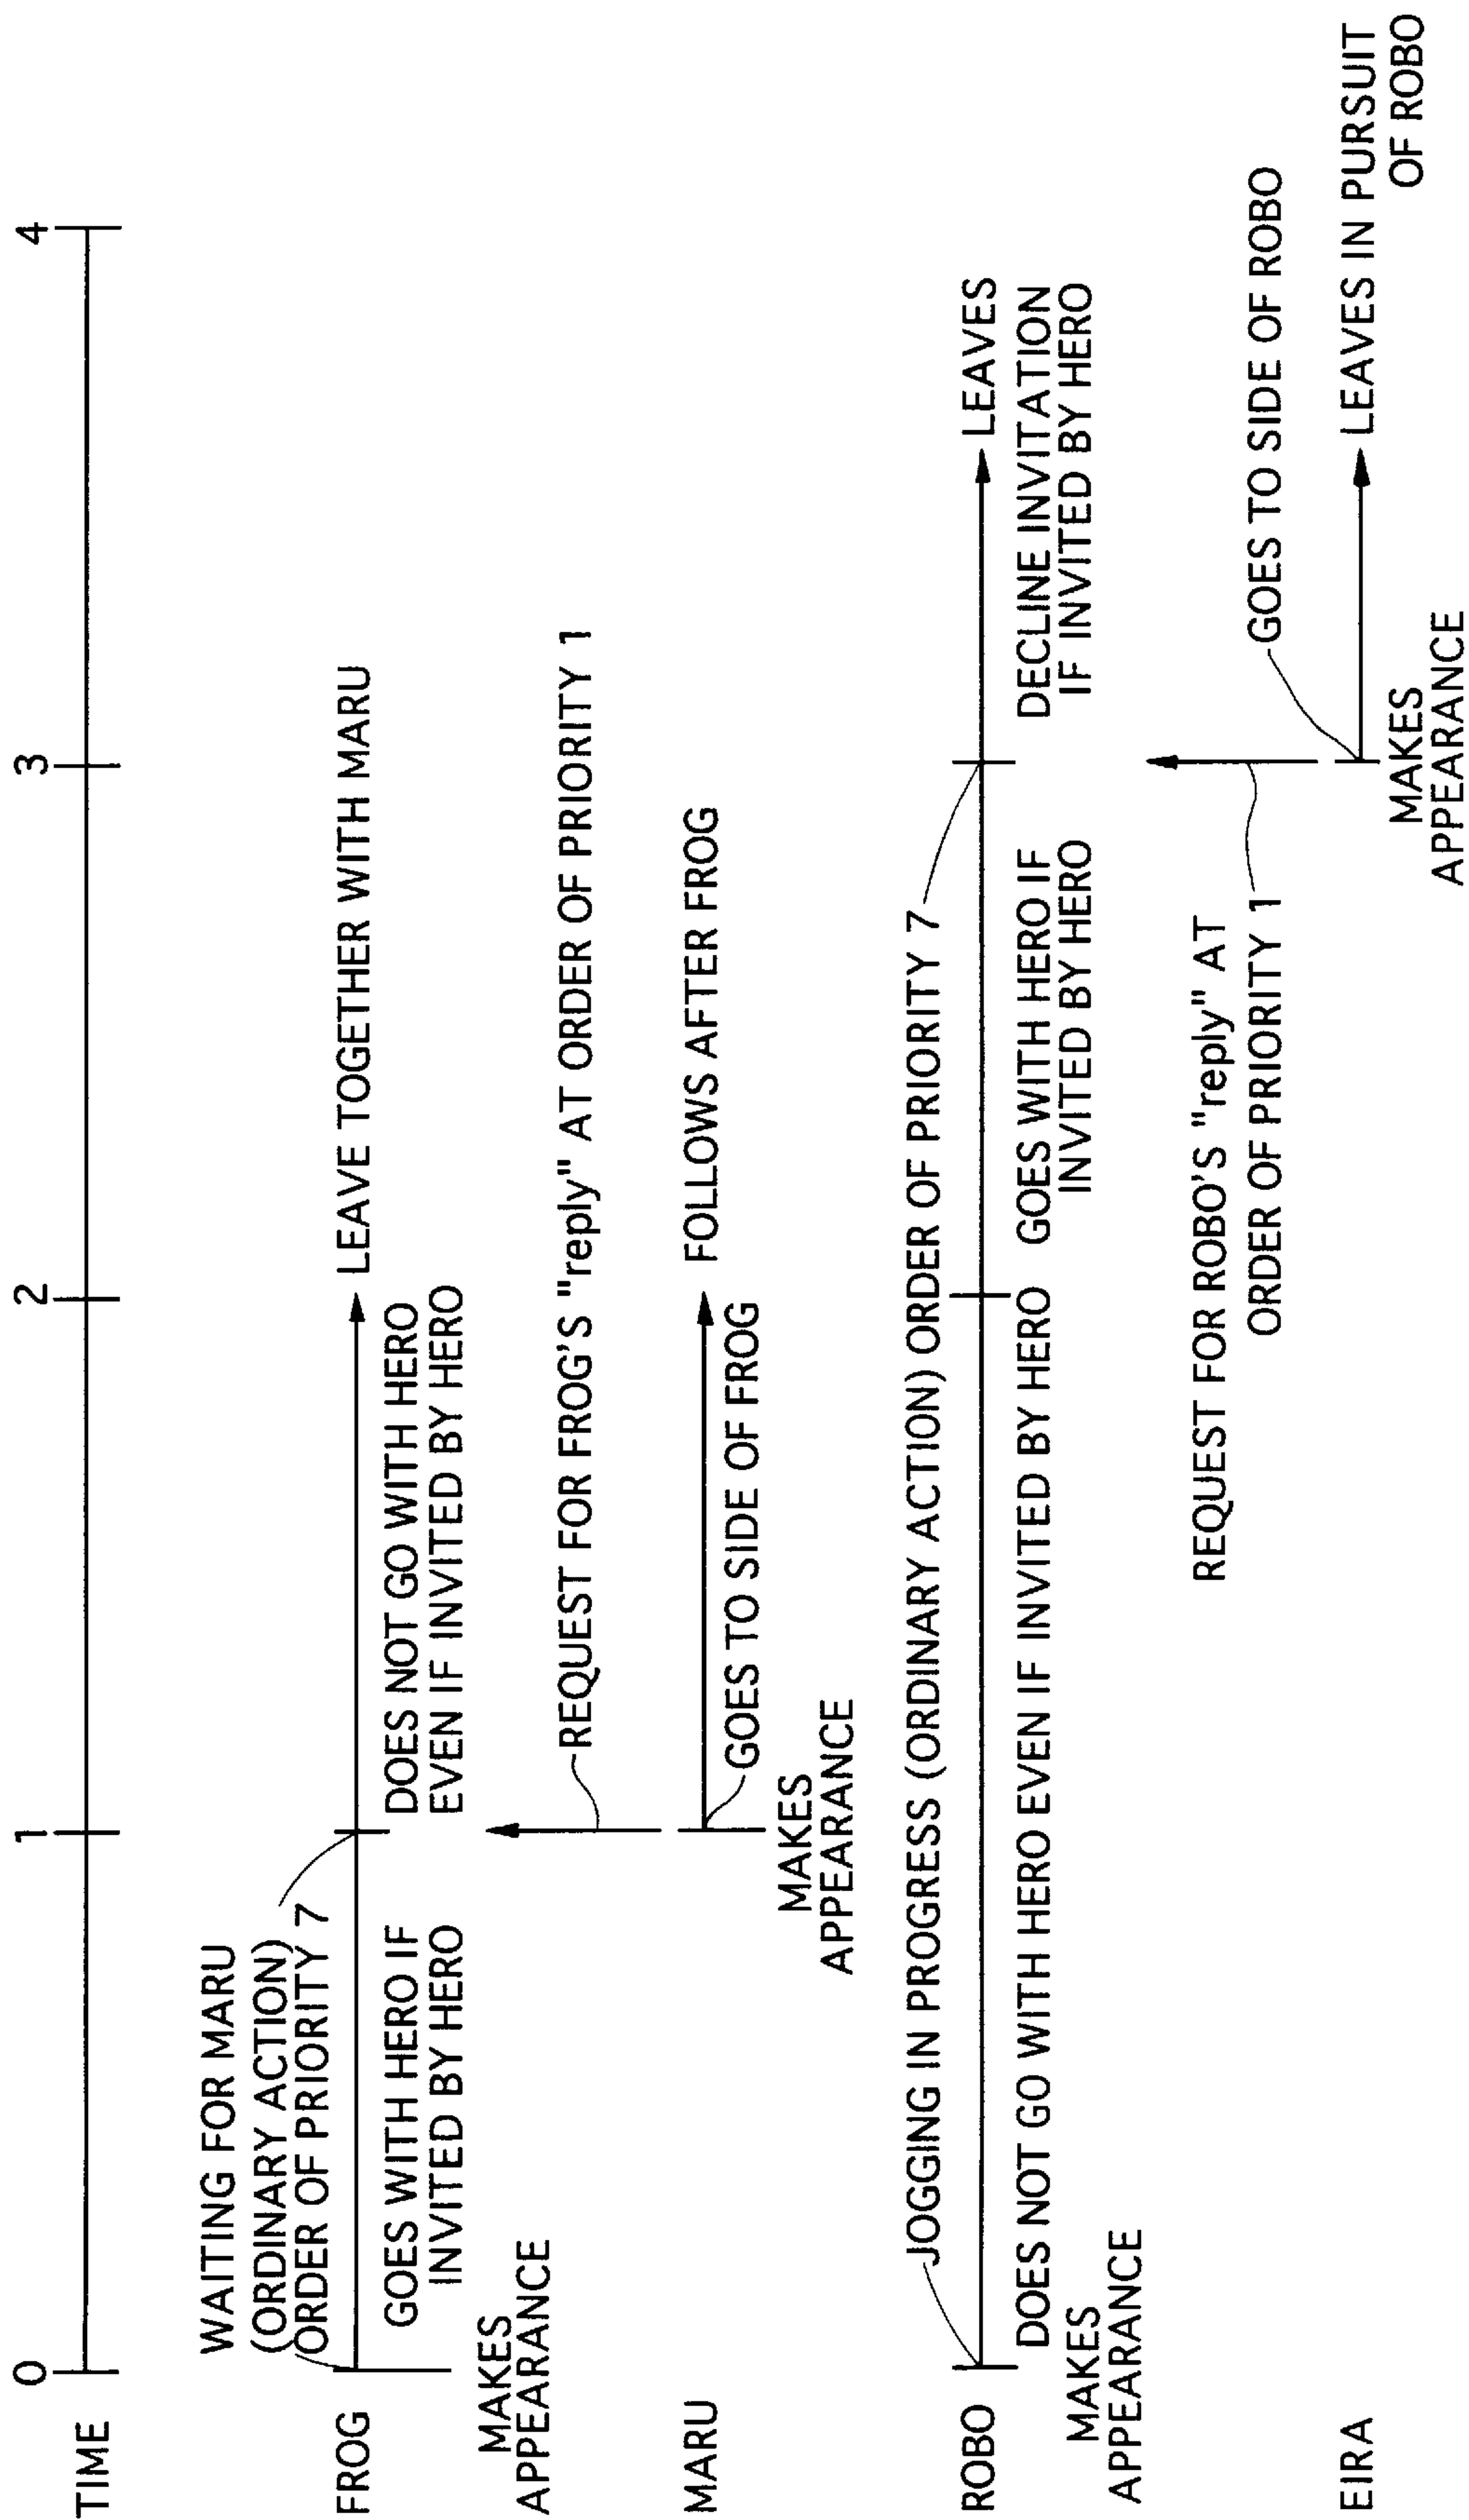 TIME
0
1
2
3
4
WAITING FOR MARU
(ORDINARY ACTION)
ORDER OF PRIORITY 7
FROG
LEAVE TOGETHER WITH MARU
GOES WITH HERO IF
INVITED BY HERO
DOES NOT GO WITH HERO
EVEN IF INVITED BY HERO
MAKES
APPEARANCE
REQUEST FOR FROG'S "reply" AT ORDER OF PRIORITY 1
MARU
FOLLOWS AFTER FROG
GOES TO SIDE OF FROG
MAKES
APPEARANCE
JOGGING IN PROGRESS (ORDINARY ACTION) ORDER OF PRIORITY 7
ROBO
LEAVES
DOES NOT GO WITH HERO EVEN IF INVITED BY HERO
GOES WITH HERO IF
INVITED BY HERO
DECLINE INVITATION
IF INVITED BY HERO
MAKES
APPEARANCE
REQUEST FOR ROBO'S "reply" AT
ORDER OF PRIORITY 1
GOES TO SIDE OF ROBO
EIRA
LEAVES IN PURSUIT
OF ROBO
MAKES
APPEARANCE